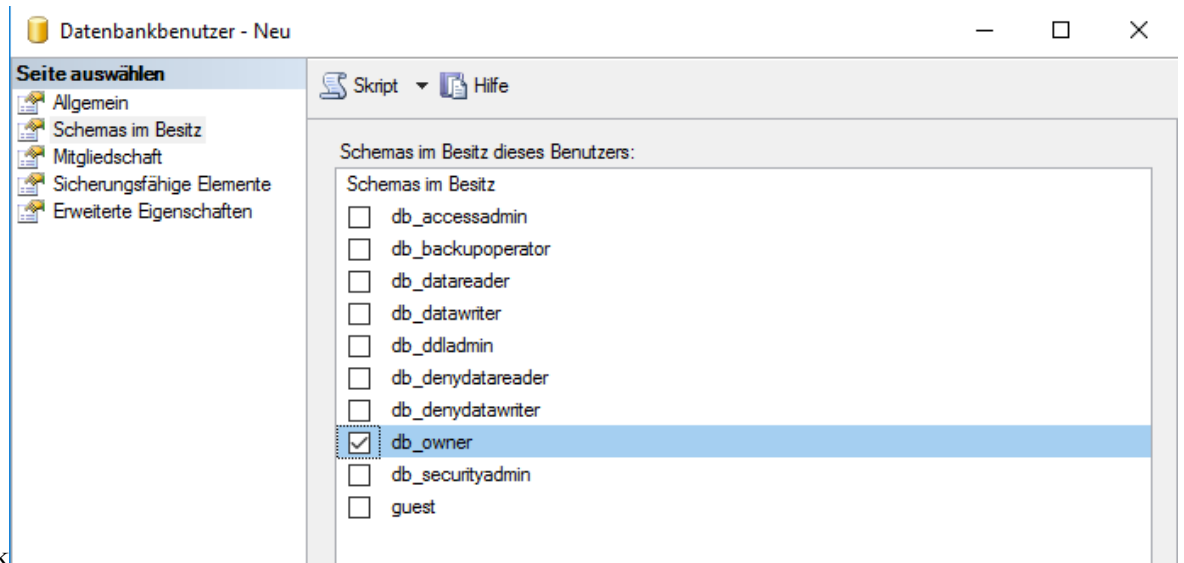 Datenbankbenutzer - Neu
Seite auswählen
Allgemein
Schemas im Besitz
Mitgliedschaft
Sicherungsfähige Elemente
Erweiterte Eigenschaften
Skript
Hilfe
Schemas im Besitz dieses Benutzers:
Schemas im Besitz
db_accessadmin
db_backupoperator
db_datareader
db_datawriter
db_ddladmin
db_denydatareader
db_denydatawriter
db_owner
db_securityadmin
guest